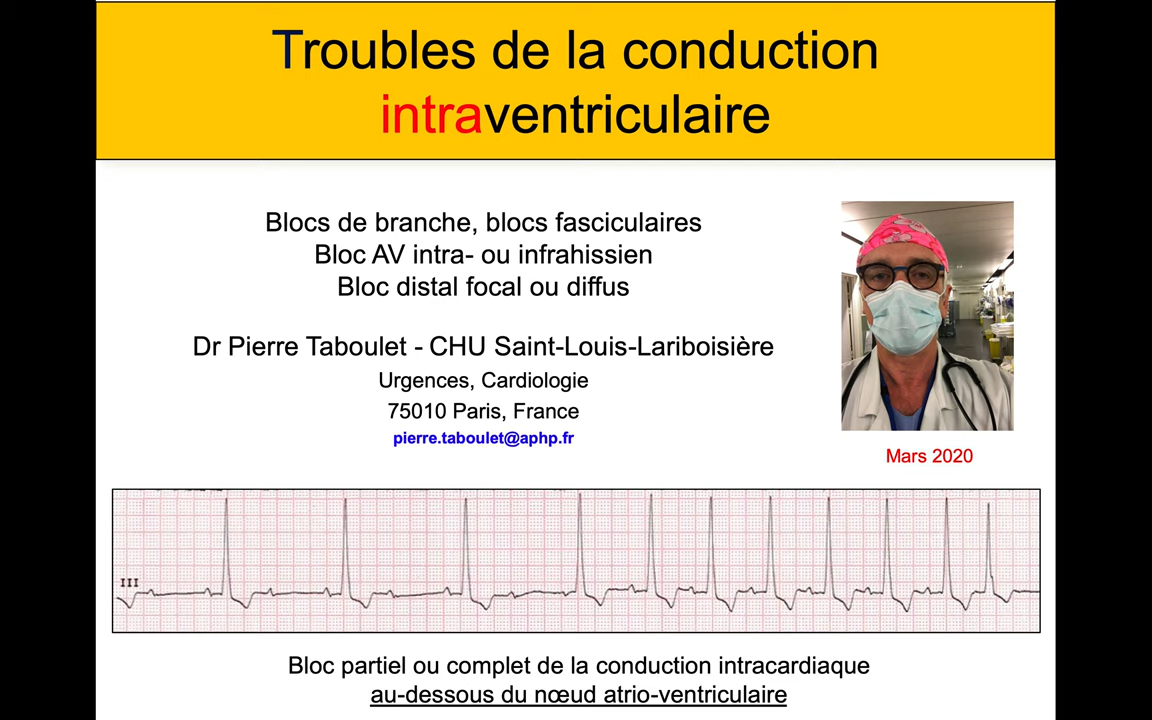 Troubles de la conduction
intraventriculaire
Blocs de branche, blocs fasciculaires
Bloc AV intra- ou infrahissien
Bloc distal focal ou diffus
Dr Pierre Taboulet - CHU Saint-Louis-Lariboisière
Urgences, Cardiologie
75010 Paris, France
pierre.taboulet@aphp.fr
Mars 2020
III
Bloc partiel ou complet de la conduction intracardiaque
au-dessous du nœud atrio-ventriculaire